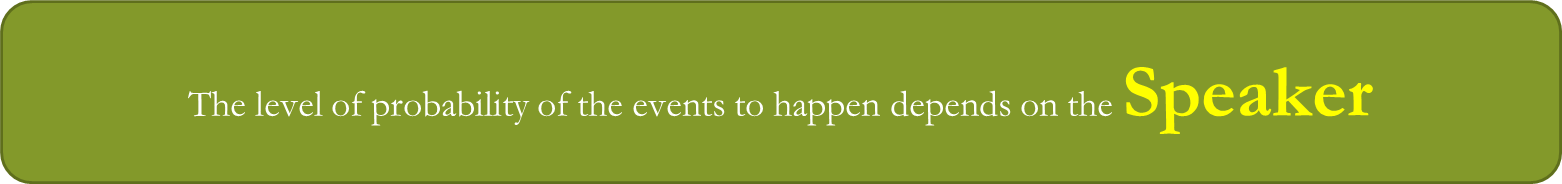 The level of probability of the events to happen depends on the Speaker